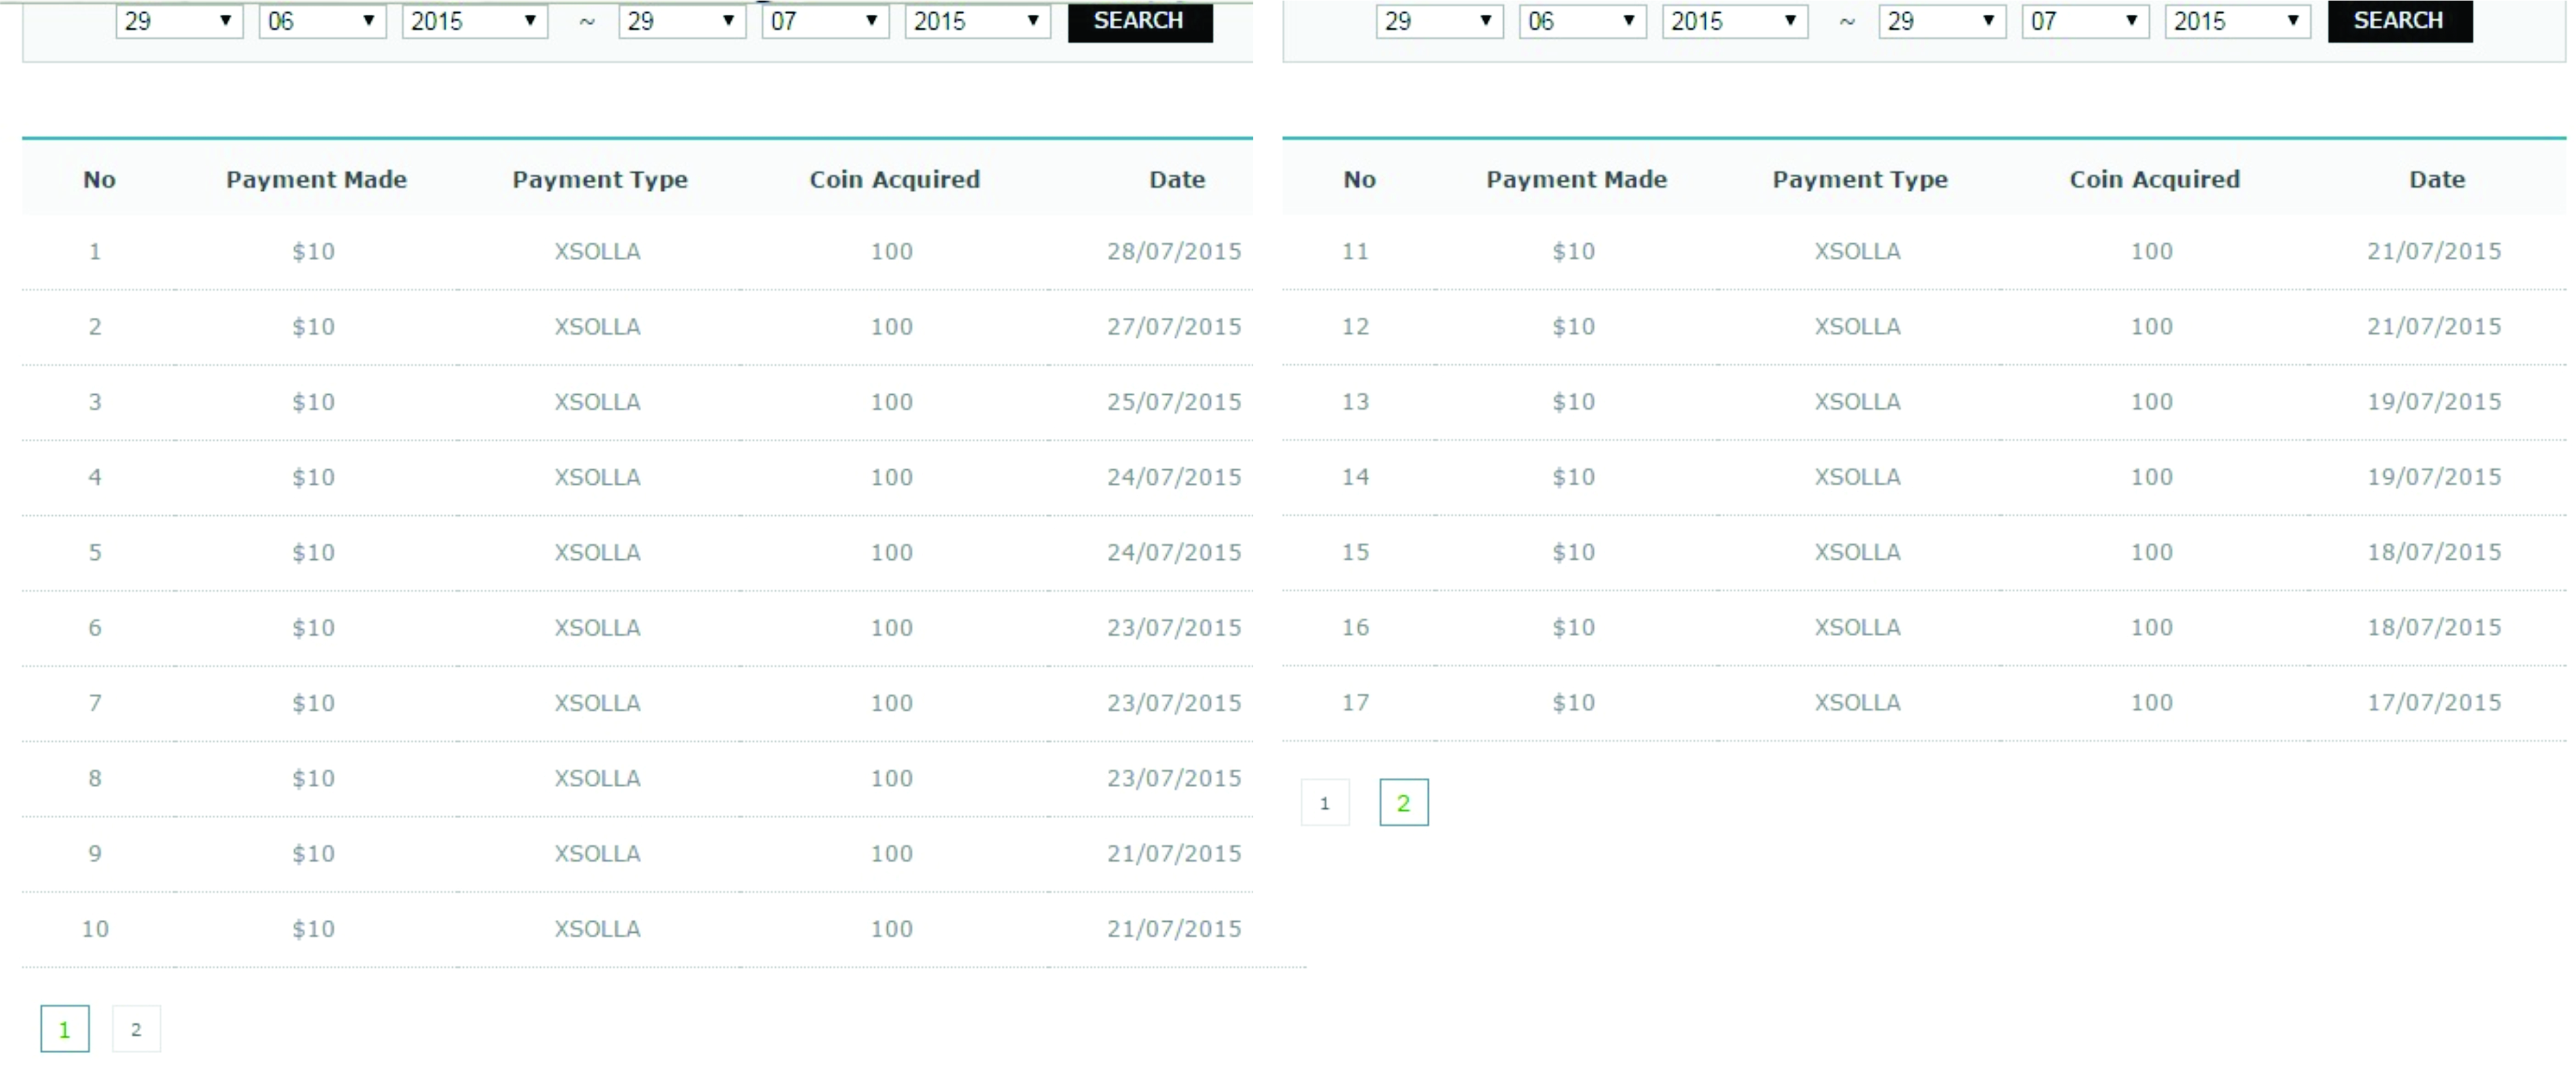 29 06 2015 ~ 29 07 2015 SEARCH
No Payment Made Payment Type Coin Acquired Date
1 $10 XSOLLA 100 28/07/2015
2 $10 XSOLLA 100 27/07/2015
3 $10 XSOLLA 100 25/07/2015
4 $10 XSOLLA 100 24/07/2015
5 $10 XSOLLA 100 24/07/2015
6 $10 XSOLLA 100 23/07/2015
7 $10 XSOLLA 100 23/07/2015
8 $10 XSOLLA 100 23/07/2015
9 $10 XSOLLA 100 21/07/2015
10 $10 XSOLLA 100 21/07/2015
1 2
29 06 2015 ~ 29 07 2015 SEARCH
No Payment Made Payment Type Coin Acquired Date
11 $10 XSOLLA 100 21/07/2015
12 $10 XSOLLA 100 21/07/2015
13 $10 XSOLLA 100 19/07/2015
14 $10 XSOLLA 100 19/07/2015
15 $10 XSOLLA 100 18/07/2015
16 $10 XSOLLA 100 18/07/2015
17 $10 XSOLLA 100 17/07/2015
1 2